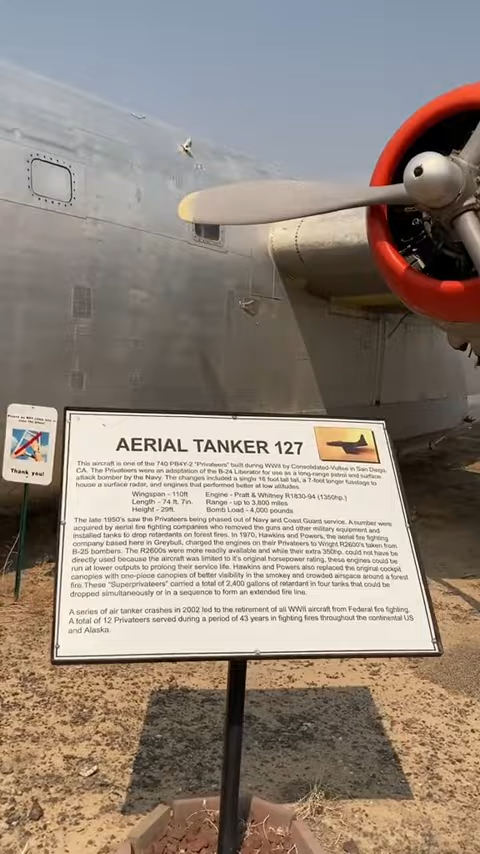 AERIAL TANKER 127
This aircraft is one of the 740 PB4Y-2 "Privateers" built during WWII by Consolidated-Vultee in San Diego,
CA. The Privateers were an adaptation of the B-24 Liberator for use as a long-range patrol and surface-
attack bomber by the Navy. The changes included a single 16 foot tall tail, a 7-foot longer fuselage to
house a surface radar, and engines that performed better at low altitudes.
Wingspan - 110ft Engine - Pratt & Whitney R1830-94 (1350hp.)
Length - 74 ft. 7in. Range - up to 3,800 miles
Height - 29ft. Bomb Load - 4,000 pounds
The late 1950's saw the Privateers being phased out of Navy and Coast Guard service. A number were
acquired by aerial fire fighting companies who removed the guns and other military equipment and
installed tanks to drop retardants on forest fires. In 1970, Hawkins and Powers, the aerial fire fighting
company based here in Greybull, changed the engines on their Privateers to Wright R2600's taken from
B-25 bombers. The R2600s were more readily available and while their extra 350hp. could not have be
directly used because the aircraft was limited to it's original horsepower rating, these engines could be
run at lower outputs to prolong their service life. Hawkins and Powers also replaced the original cockpit
canopies with one-piece canopies of better visibility in the smokey and crowded airspace around a forest
fire. These "Superprivateers" carried a total of 2,400 gallons of retardant in four tanks that could be
dropped simultaneously or in a sequence to form an extended fire line.
A series of air tanker crashes in 2002 led to the retirement of all WWII aircraft from Federal fire fighting.
A total of 12 Privateers served during a period of 43 years in fighting fires throughout the continental US
and Alaska.
Thank you!